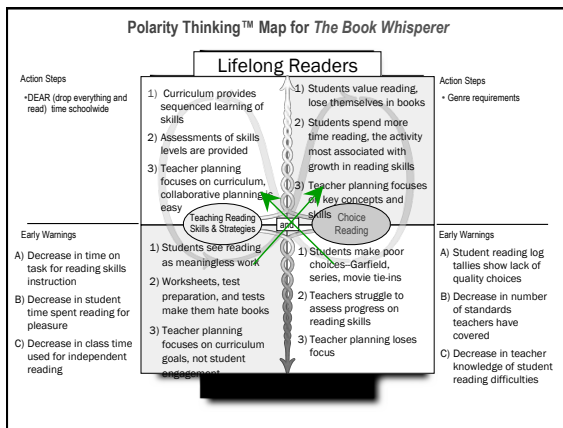 Polarity Thinking™ Map for The Book Whisperer
Lifelong Readers
Action Steps
•DEAR (drop everything and
read) time schoolwide
1) Curriculum provides
sequenced learning of
skills
2) Assessments of skills
levels are provided
3) Teacher planning
focuses on curriculum,
collaborative planning is
easy
1) Students value reading,
lose themselves in books
2) Students spend more
time reading, the activity
most associated with
growth in reading skills
3) Teacher planning focuses
on key concepts and
skills
Action Steps
• Genre requirements
Teaching Reading
Skills & Strategies
and
Choice
Reading
Early Warnings
A) Decrease in time on
task for reading skills
instruction
B) Decrease in student
time spent reading for
pleasure
C) Decrease in class time
used for independent
reading
1) Students see reading
as meaningless work
2) Worksheets, test
preparation, and tests
make them hate books
3) Teacher planning
focuses on curriculum
goals, not student
engagement
1) Students make poor
choices–Garfield,
series, movie tie-ins
2) Teachers struggle to
assess progress on
reading skills
3) Teacher planning loses
focus
Early Warnings
A) Student reading log
tallies show lack of
quality choices
B) Decrease in number of
standards
teachers have
covered
C) Decrease in teacher
knowledge of student
reading difficulties